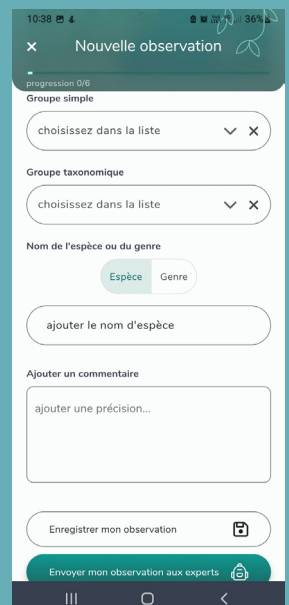 10:38
36%
Nouvelle observation
progression 0/6
Groupe simple
choisissez dans la liste
Groupe taxonomique
choisissez dans la liste
Nom de l'espèce ou du genre
Espèce Genre
ajouter le nom d'espèce
Ajouter un commentaire
ajouter une précision...
Enregistrer mon observation
Envoyer mon observation aux experts